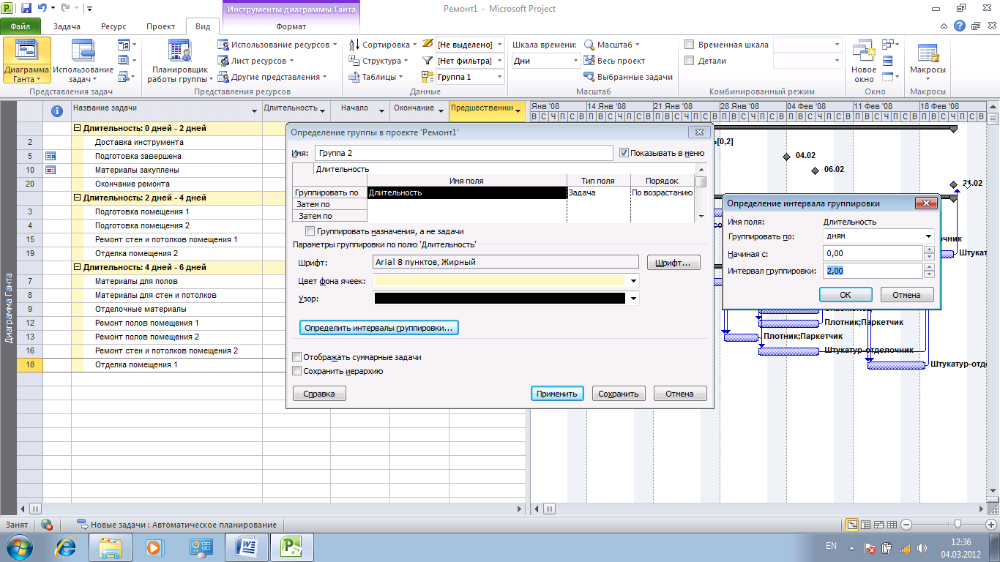 Инструменты диаграммы Ганта
Ремонт1 - Microsoft Project
Файл Задача Ресурс Проект Вид Формат
Диаграмма Ганта
Использование задач
Представления задач
Планировщик работы группы
Использование ресурсов
Лист ресурсов
Другие представления
Представления ресурсов
Сортировка
Структура
Таблицы
[Не выделено]
[Нет фильтра]
Группа 1
Данные
Шкала времени:
Дни
Масштаб
Весь проект
Выбранные задачи
Масштаб
Временная шкала
Детали
Комбинированный режим
Новое окно
Окно
Макросы
Макросы
Название задачи Длительность Начало Окончание Предшественни
Янв '08 14 Янв '08 21 Янв '08 28 Янв '08 04 Фев '08 11 Фев '08 18 Фев '08
В С Ч П С В В С Ч П С В В С Ч П С В В С Ч П С В В С Ч П С В В С Ч П С В В С Ч П С В
Диаграмма Ганта
Длительность: 0 дней - 2 дней
2 Доставка инструмента
5 Подготовка завершена
10 Материалы закуплены
20 Окончание ремонта
Длительность: 2 дней - 4 дней
3 Подготовка помещения 1
4 Подготовка помещения 2
15 Ремонт стен и потолков помещения 1
19 Отделка помещения 2
Длительность: 4 дней - 6 дней
7 Материалы для полов
8 Материалы для стен и потолков
9 Отделочные материалы
12 Ремонт полов помещения 1
13 Ремонт полов помещения 2
16 Ремонт стен и потолков помещения 2
18 Отделка помещения 1
[0,2]
04.02
06.02
21.02
Штукат
Плотник;Паркетчик
Плотник;Паркетчик
Штукатур-отделочник
Штукатур-отде
Определение группы в проекте 'Ремонт1'
Имя: Группа 2
Показывать в меню
Длительность
Имя поля Тип поля Порядок
Группировать по Длительность Задача По возрастанию
Затем по
Затем по
Группировать назначения, а не задачи
Параметры группировки по полю 'Длительность'
Шрифт: Arial 8 пунктов, Жирный Шрифт...
Цвет фона ячеек:
Узор:
Определить интервалы группировки...
Отображать суммарные задачи
Сохранить иерархию
Справка Применить Сохранить Отмена
Определение интервала группировки
Имя поля: Длительность
Группировать по: дням
Начиная с: 0,00
Интервал группировки: 2,00
ОК Отмена
Занят
Новые задачи : Автоматическое планирование
EN
12:36
04.03.2012